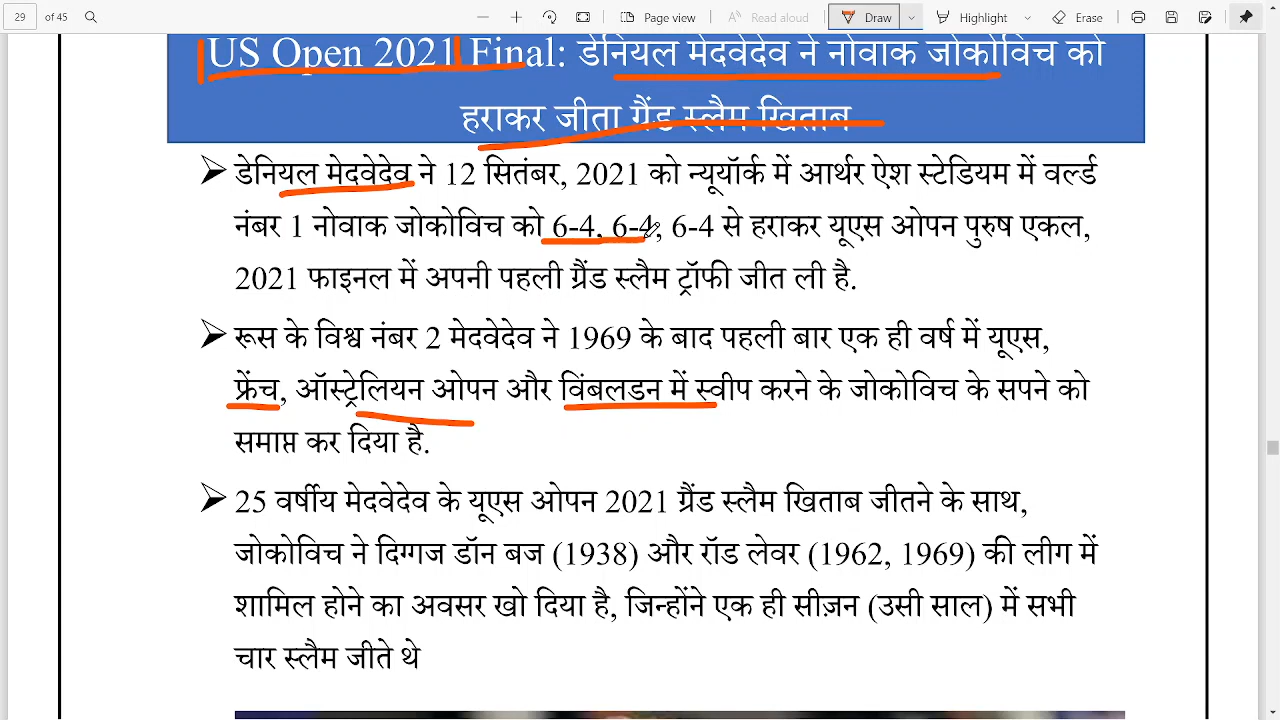 29 of 45 Page view Read aloud Draw Highlight Erase
US Open 2021 Final: डेनियल मेदवेदेव ने नोवाक जोकोविच को
हराकर जीता ग्रैंड स्लैम खिताब
डेनियल मेदवेदेव ने 12 सितंबर, 2021 को न्यूयॉर्क में आर्थर ऐश स्टेडियम में वर्ल्ड
नंबर 1 नोवाक जोकोविच को 6-4, 6-4, 6-4 से हराकर यूएस ओपन पुरुष एकल,
2021 फाइनल में अपनी पहली ग्रैंड स्लैम ट्रॉफी जीत ली है.
रूस के विश्व नंबर 2 मेदवेदेव ने 1969 के बाद पहली बार एक ही वर्ष में यूएस,
फ्रेंच, ऑस्ट्रेलियन ओपन और विंबलडन में स्वीप करने के जोकोविच के सपने को
समाप्त कर दिया है.
25 वर्षीय मेदवेदेव के यूएस ओपन 2021 ग्रैंड स्लैम खिताब जीतने के साथ,
जोकोविच ने दिग्गज डॉन बज (1938) और रॉड लेवर (1962, 1969) की लीग में
शामिल होने का अवसर खो दिया है, जिन्होंने एक ही सीज़न (उसी साल) में सभी
चार स्लैम जीते थे